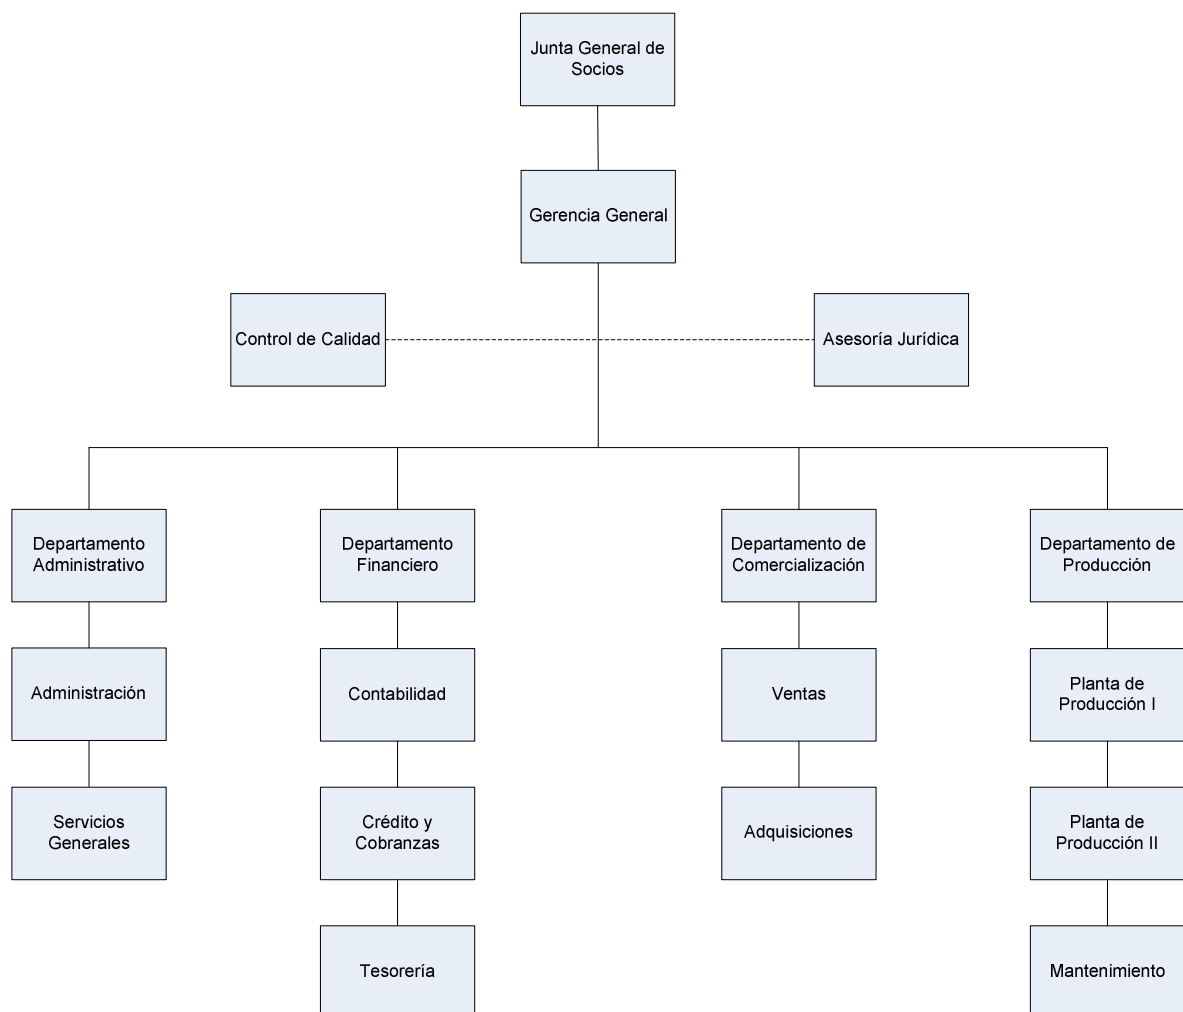 Junta General de
Socios
Gerencia General
Control de Calidad
Asesoría Jurídica
Departamento
Administrativo
Departamento
Financiero
Departamento de
Comercialización
Departamento de
Producción
Administración
Contabilidad
Ventas
Planta de
Producción I
Servicios
Generales
Crédito y
Cobranzas
Adquisiciones
Planta de
Producción II
Tesorería
Mantenimiento